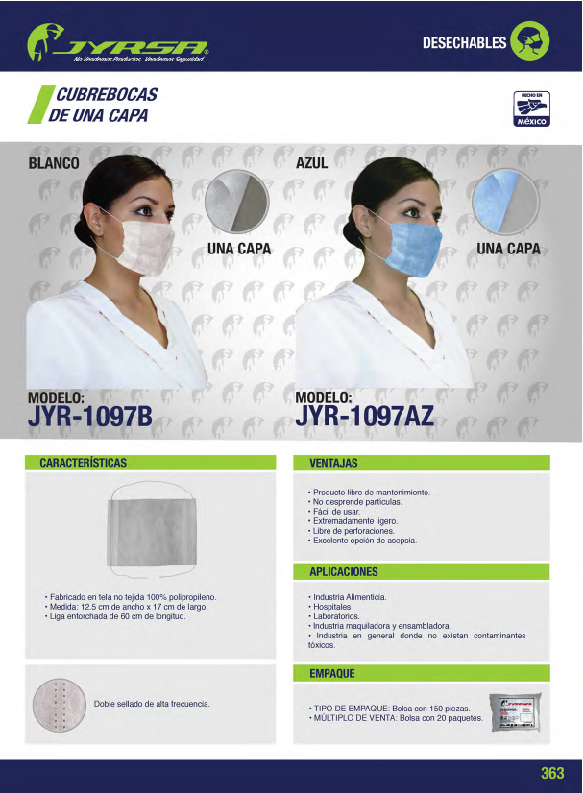 JYRSA®
No Vendemos Productos, Vendemos Seguridad
DESECHABLES
CUBREBOCAS
DE UNA CAPA
HECHO EN
MÉXICO
BLANCO
UNA CAPA
AZUL
UNA CAPA
MODELO:
JYR-1097B
MODELO:
JYR-1097AZ
CARACTERÍSTICAS
• Fabricado en tela no tejida 100% polipropileno.
• Medida: 12.5 cm de ancho x 17 cm de largo
• Liga entorchada de 60 cm de longitud.
Doble sellado de alta frecuencia.
VENTAJAS
• Producto libre de mantenimiento.
• No desprende partículas.
• Fácil de usar.
• Extremadamente ligero.
• Libre de perforaciones.
• Excelente opción de asepsia.
APLICACIONES
• Industria Alimenticia.
• Hospitales
• Laboratorios.
• Industria maquiladora y ensambladora
• Industria en general donde no existan contaminantes
tóxicos.
EMPAQUE
• TIPO DE EMPAQUE: Bolsa con 150 piezas.
• MÚLTIPLO DE VENTA: Bolsa con 20 paquetes.
JYRSA
363